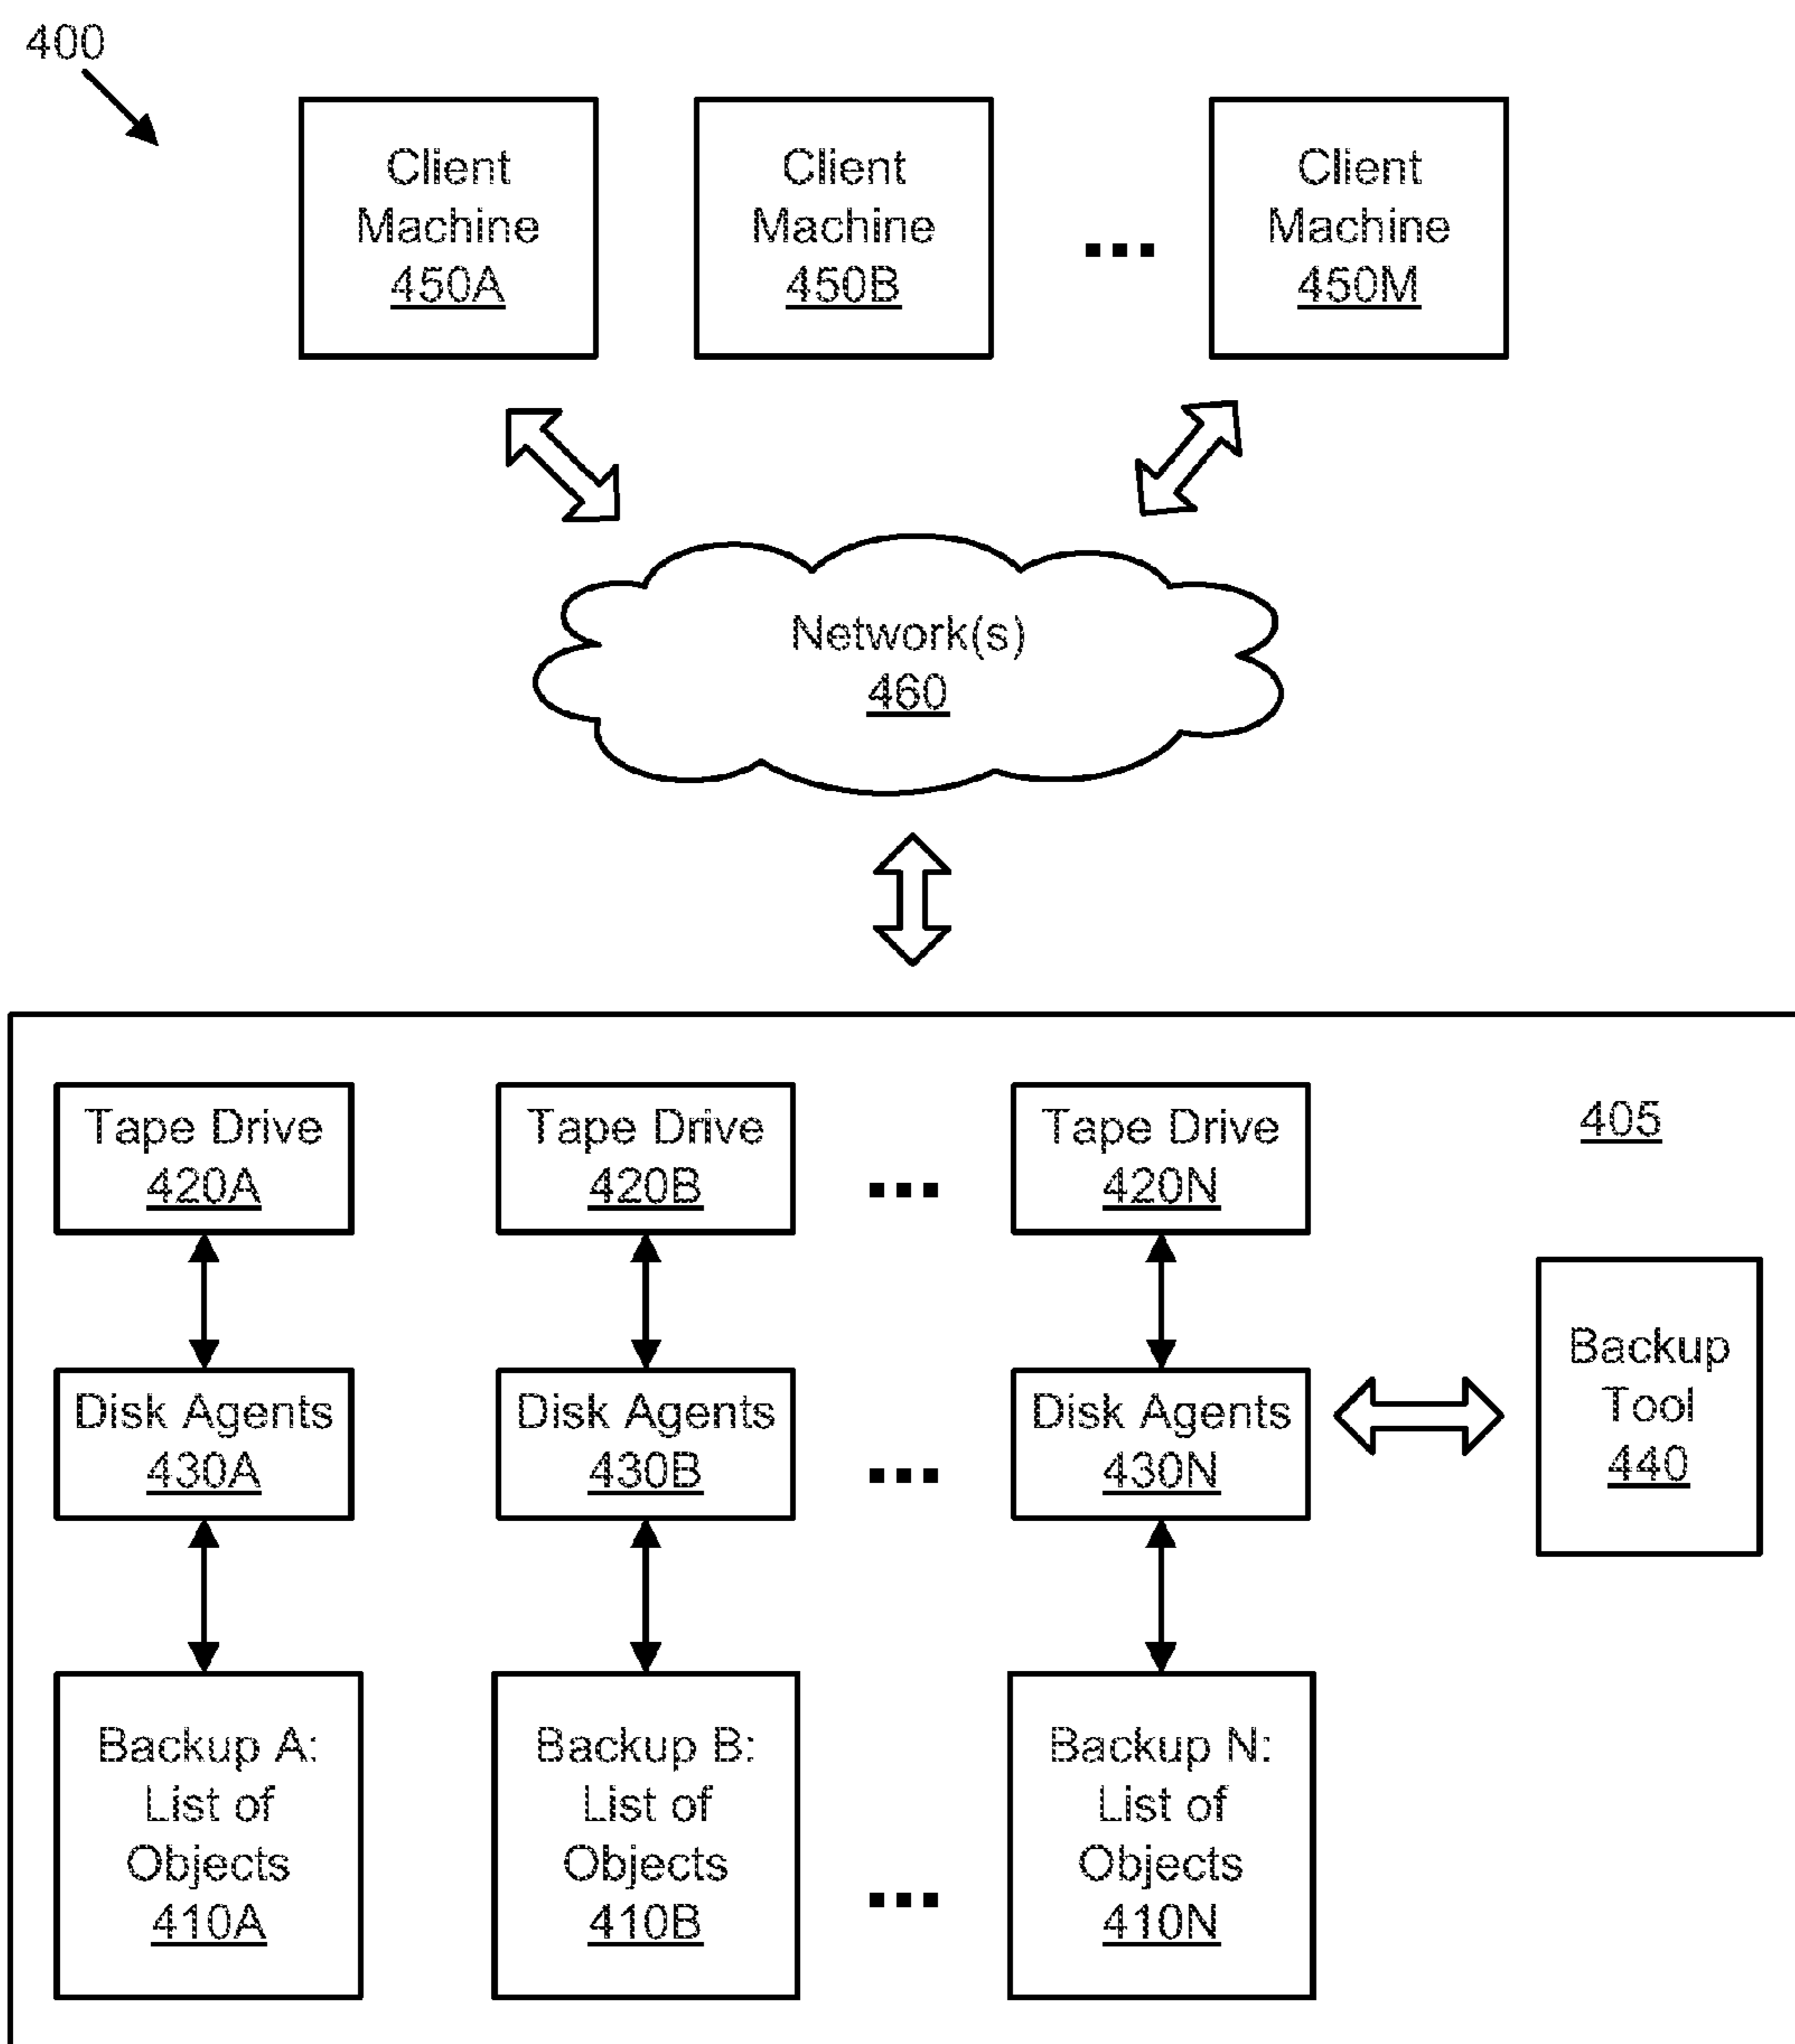 400
Client
Machine
450A
Client
Machine
450B
...
Client
Machine
450M
Network(s)
460
405
Tape Drive
420A
Tape Drive
420B
...
Tape Drive
420N
Disk Agents
430A
Disk Agents
430B
...
Disk Agents
430N
Backup
Tool
440
Backup A:
List of
Objects
410A
Backup B:
List of
Objects
410B
...
Backup N:
List of
Objects
410N